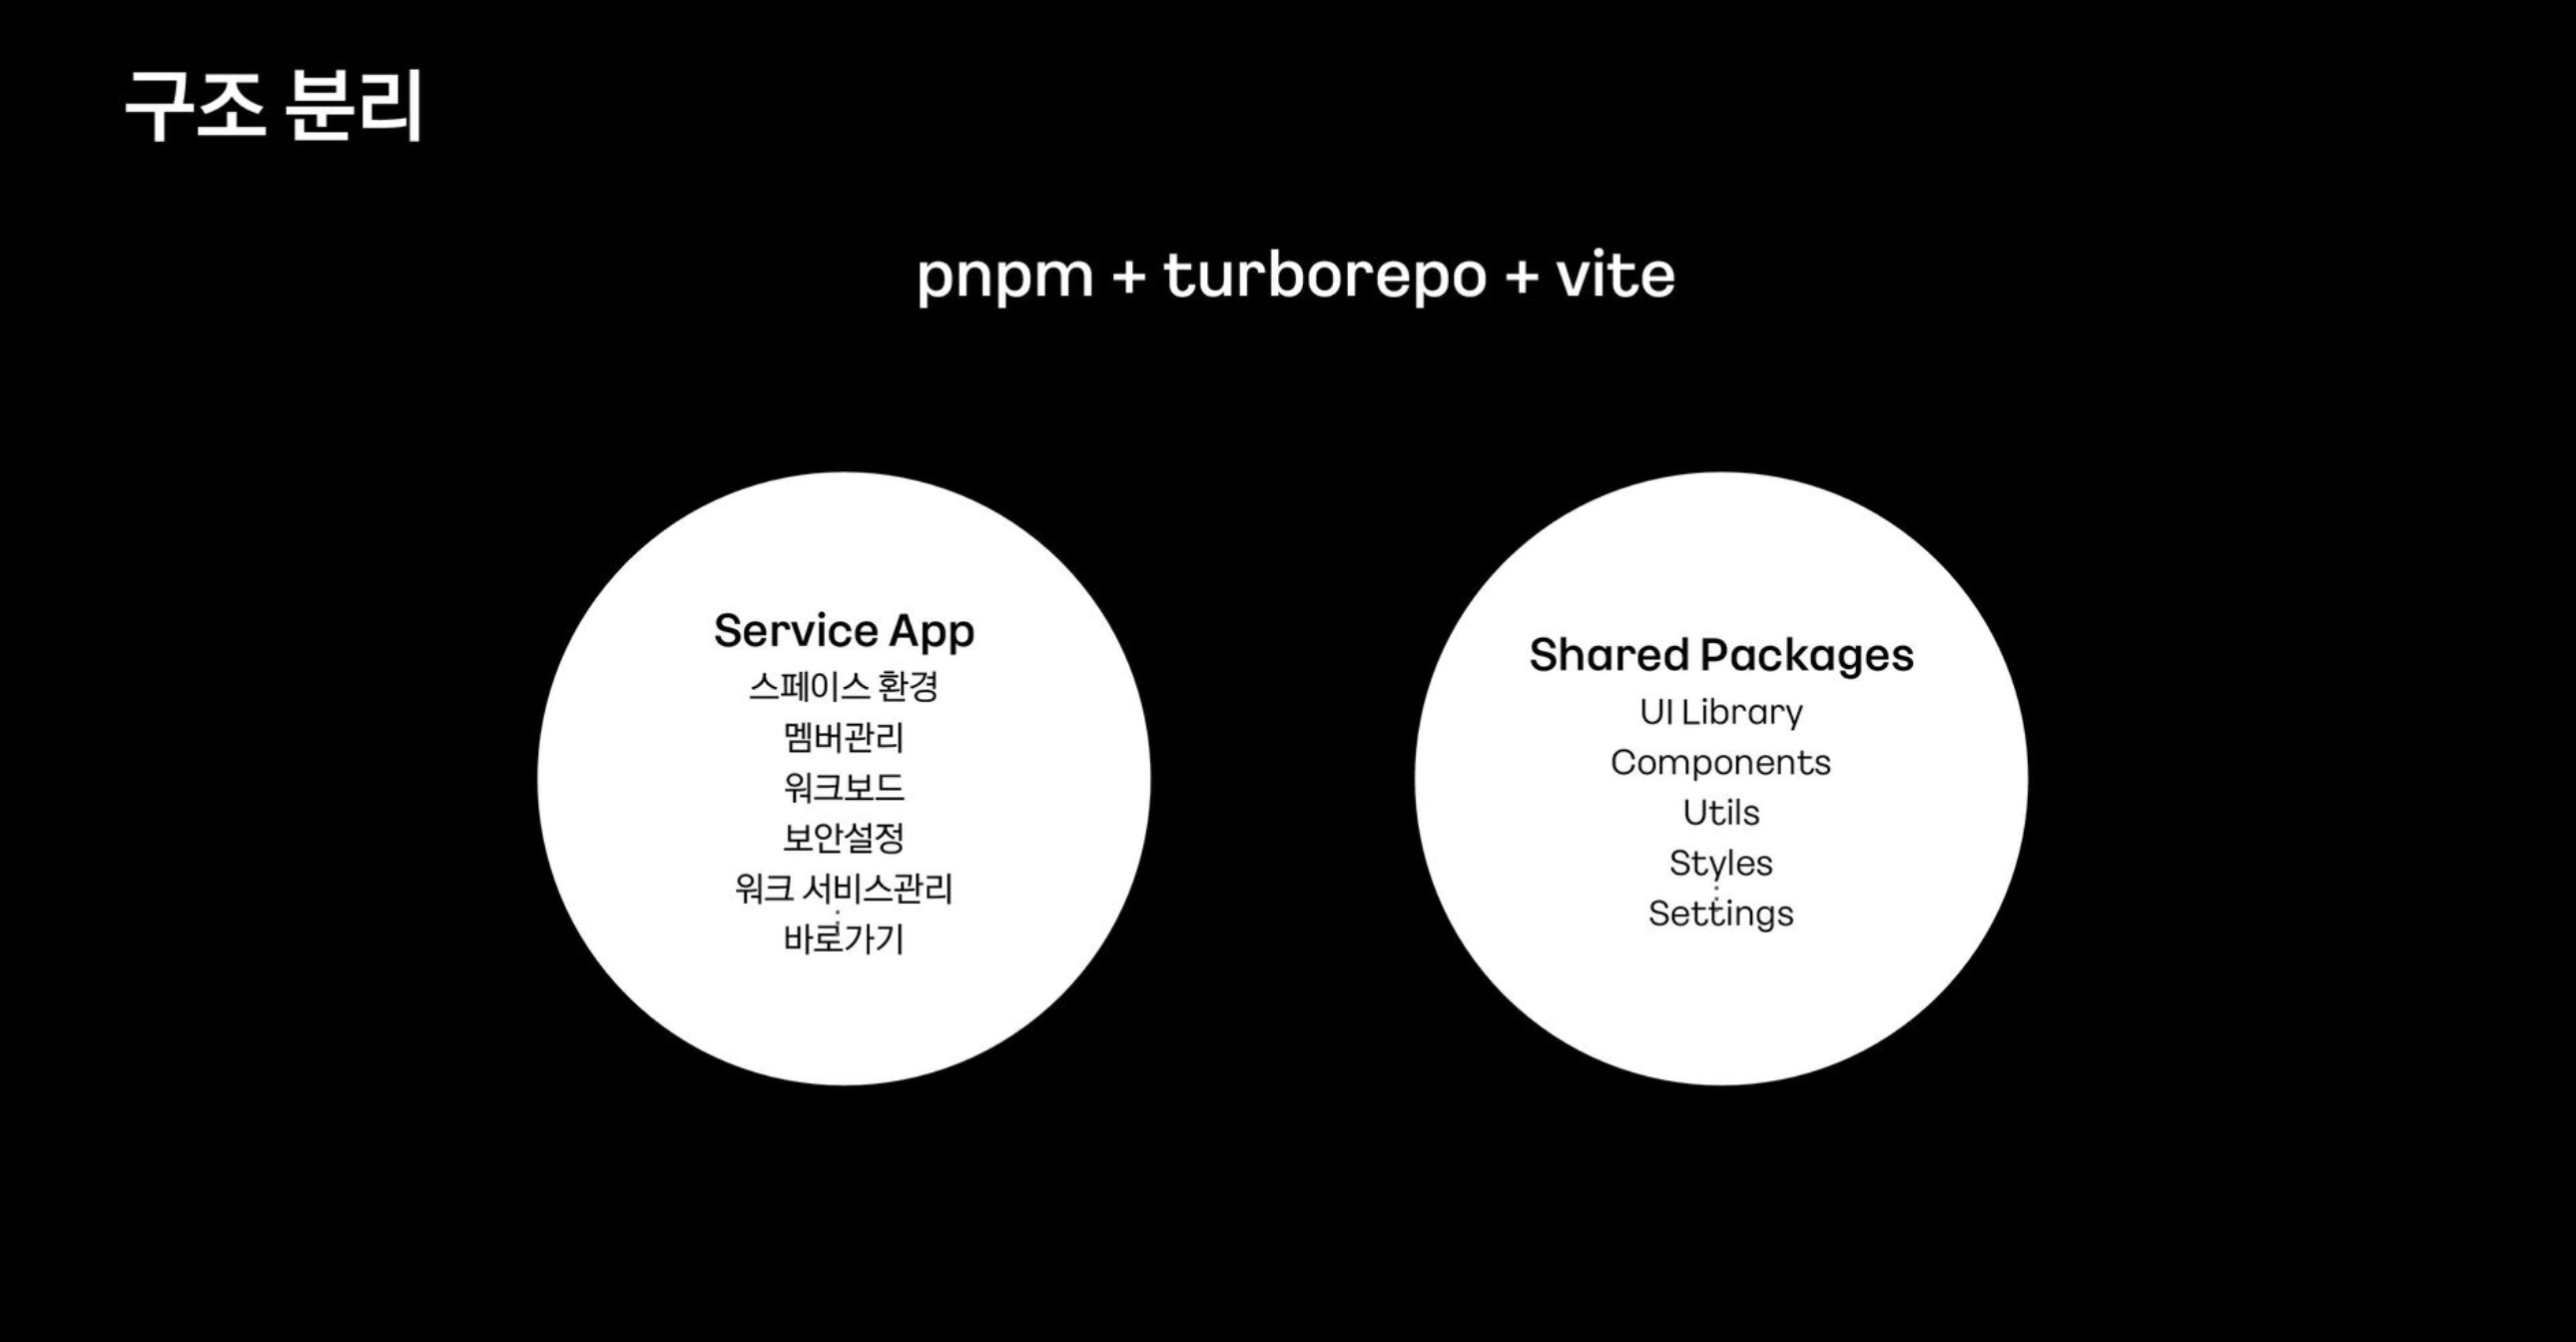 구조 분리
pnpm + turborepo + vite
Service App
스페이스 환경
멤버관리
워크보드
보안설정
워크 서비스관리
바로가기
Shared Packages
UI Library
Components
Utils
Styles
Settings